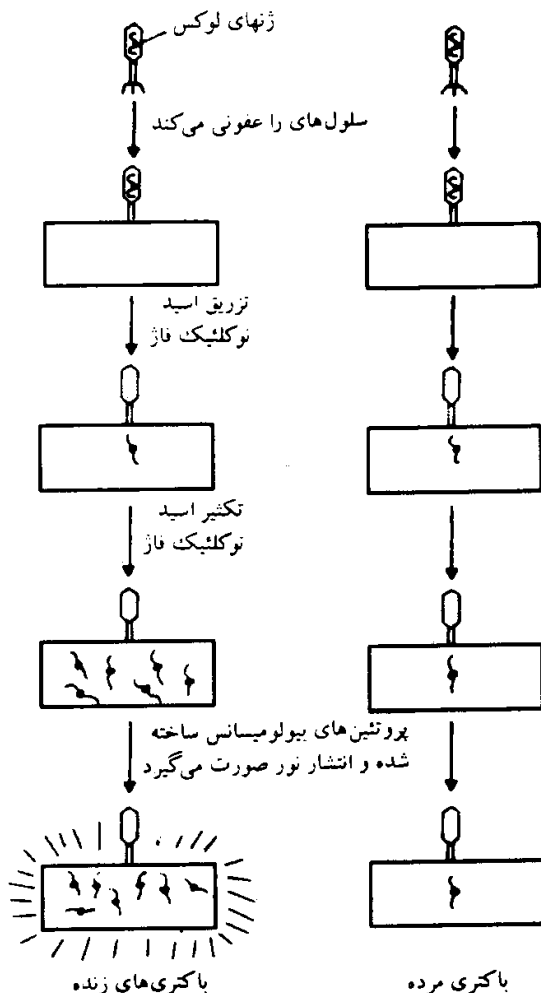 ژنهای لوکس
سلول‌های را عفونی می‌کند
تزریق اسید
نوکلئیک فاژ
تکثیر اسید
نوکلئیک فاژ
پروتئین‌های بیولومیسانس ساخته
شده و انتشار نور صورت می‌گیرد
باکتری‌های زنده
باکتری مرده